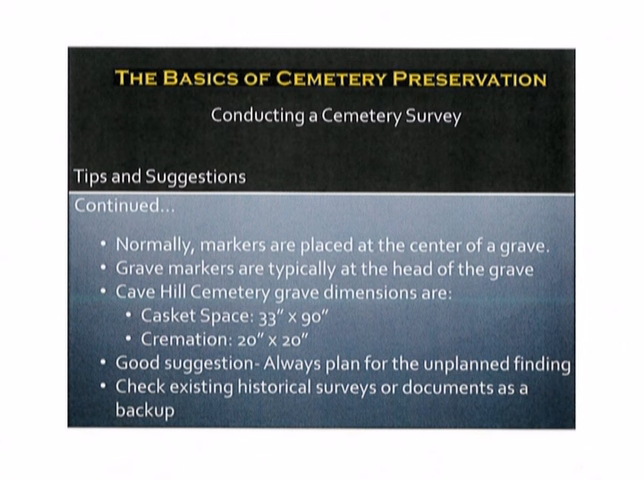 THE BASICS OF CEMETERY PRESERVATION
Conducting a Cemetery Survey
Tips and Suggestions
Continued...
• Normally, markers are placed at the center of a grave.
• Grave markers are typically at the head of the grave
• Cave Hill Cemetery grave dimensions are:
• Casket Space: 33” x 90”
• Cremation: 20” x 20”
• Good suggestion- Always plan for the unplanned finding
• Check existing historical surveys or documents as a
backup